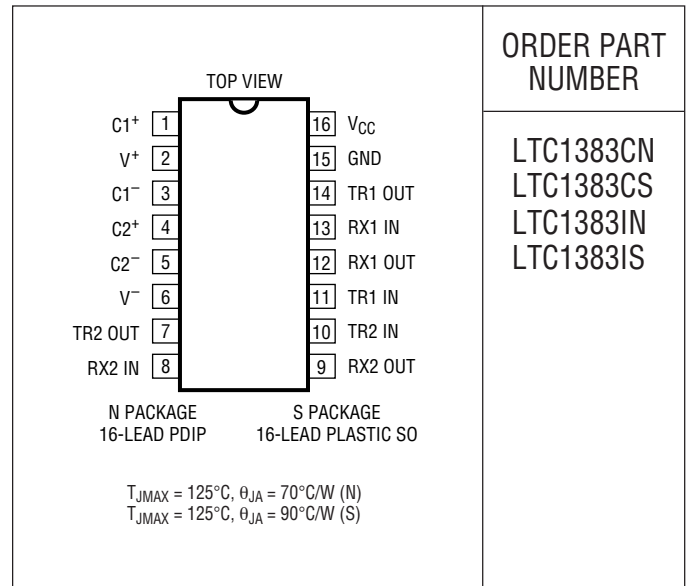 TOP VIEW
C1⁺ 1
V⁺ 2
C1⁻ 3
C2⁺ 4
C2⁻ 5
V⁻ 6
TR2 OUT 7
RX2 IN 8
16 VCC
15 GND
14 TR1 OUT
13 RX1 IN
12 RX1 OUT
11 TR1 IN
10 TR2 IN
9 RX2 OUT
N PACKAGE
16-LEAD PDIP
S PACKAGE
16-LEAD PLASTIC SO
TJMAX = 125°C, θJA = 70°C/W (N)
TJMAX = 125°C, θJA = 90°C/W (S)
ORDER PART
NUMBER
LTC1383CN
LTC1383CS
LTC1383IN
LTC1383IS